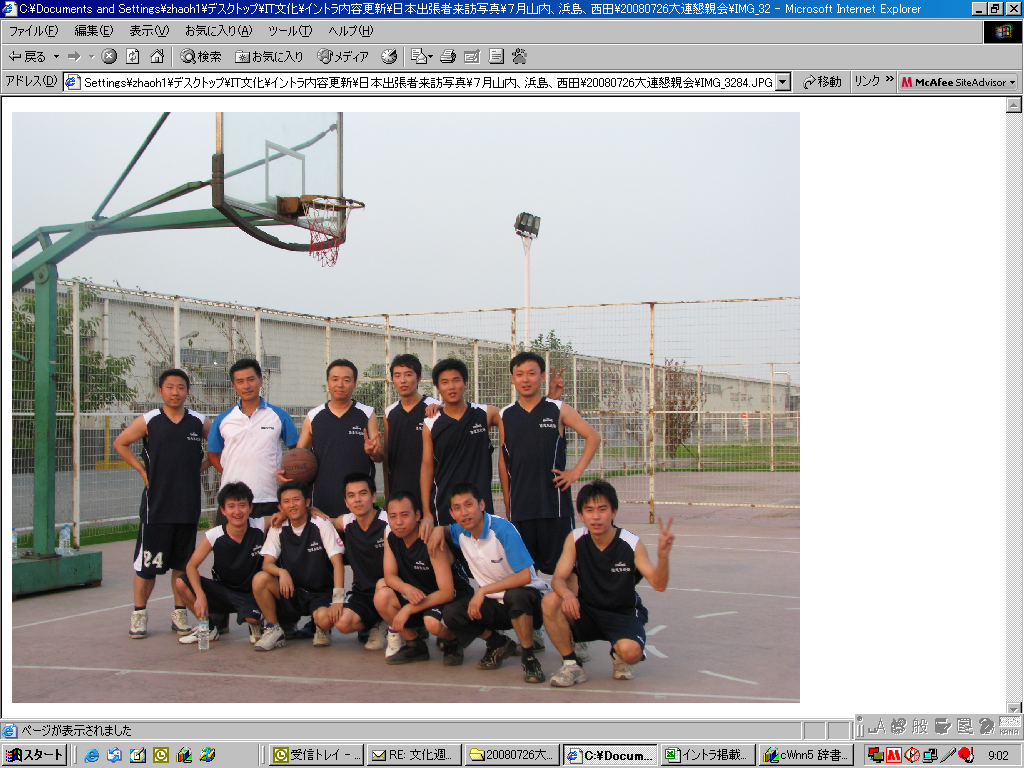 C:¥Documents and Settings¥zhaoh1¥デスクトップ¥IT文化¥イントラ内容更新¥日本出張者来訪写真¥７月山内、浜島、西田¥20080726大連懇親会¥IMG_32 - Microsoft Internet Explorer
ファイル(F) 編集(E) 表示(V) お気に入り(A) ツール(T) ヘルプ(H)
戻る 検索 お気に入り メディア
アドレス(D) Settings¥zhaoh1¥デスクトップ¥IT文化¥イントラ内容更新¥日本出張者来訪写真¥７月山内、浜島、西田¥20080726大連懇親会¥IMG_3284.JPG 移動 リンク » McAfee SiteAdvisor
24
ページが表示されました
A 般 KANA
スタート 受信トレイ - ... RE: 文化週... 20080726大... C:¥Docum... イントラ掲載... cWnn5 辞書... 9:02